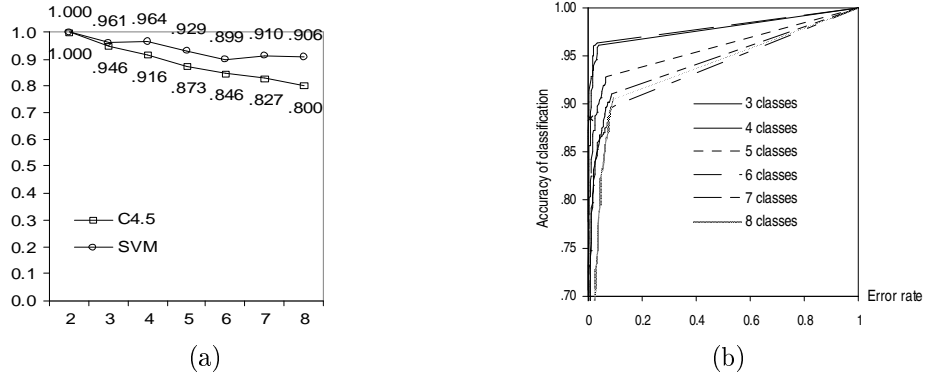 1.000 .961 .964 .929 .899 .910 .906
1.000 .946 .916 .873 .846 .827 .800
1.0
0.9
0.8
0.7
0.6
0.5
0.4
0.3
0.2
0.1
0.0
C4.5
SVM
2 3 4 5 6 7 8
(a)
1.00
.95
.90
.85
.80
.75
.70
Accuracy of classification
3 classes
4 classes
5 classes
6 classes
7 classes
8 classes
Error rate
0 0.2 0.4 0.6 0.8 1
(b)